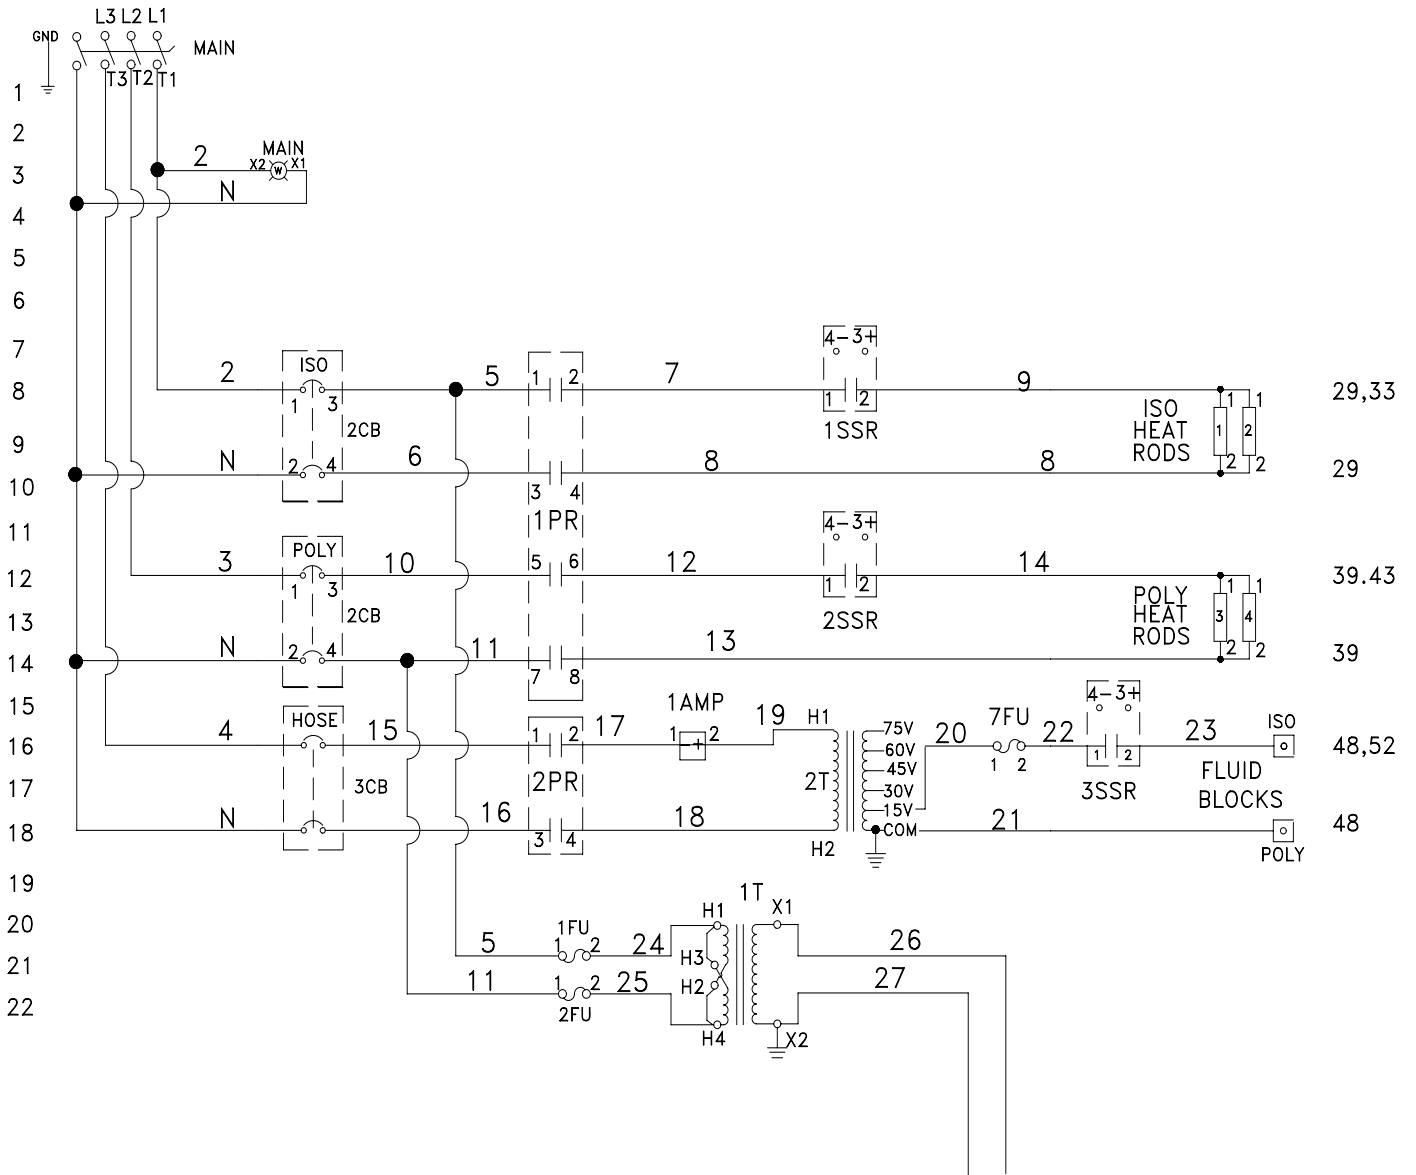 L3 L2 L1
GND
MAIN
T3 T2 T1
1
2
MAIN
2 X2 W X1
3
N
4
5
6
7
4- 3+
ISO
2 5 1 2 7 9 1 1
8 29,33
1 3 1 2
ISO
HEAT
RODS
1 2
2CB 1SSR
9
N 2 4 6 8 8 2 2
29
10
3 4
1PR
11
4- 3+
POLY
3 10 5 6 12 14 1 1
12 39.43
1 3 1 2
POLY
HEAT
RODS
3 4
2CB 2SSR
13
N 2 4 11 13 2 2
14 39
7 8
15
4- 3+
1AMP
HOSE
4 15 1 2 17 1 -+ 2 19 H1 75V 20 7FU 22 23 ISO
16 48,52
60V
1 2 1 2
45V
FLUID
BLOCKS
17
3CB 2PR 2T 30V 3SSR
15V
N 16 18 COM 21
18 48
3 4
H2
POLY
19
1T
H1 X1
20
1FU
5 1 2 24 26
H3
21
11 1 2 25 H2 27
22
2FU
H4 X2